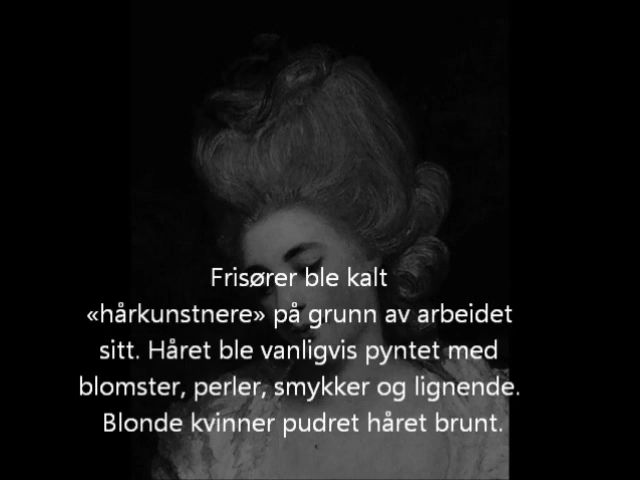 Frisører ble kalt
«hårkunstnere» på grunn av arbeidet
sitt. Håret ble vanligvis pyntet med
blomster, perler, smykker og lignende.
Blonde kvinner pudret håret brunt.